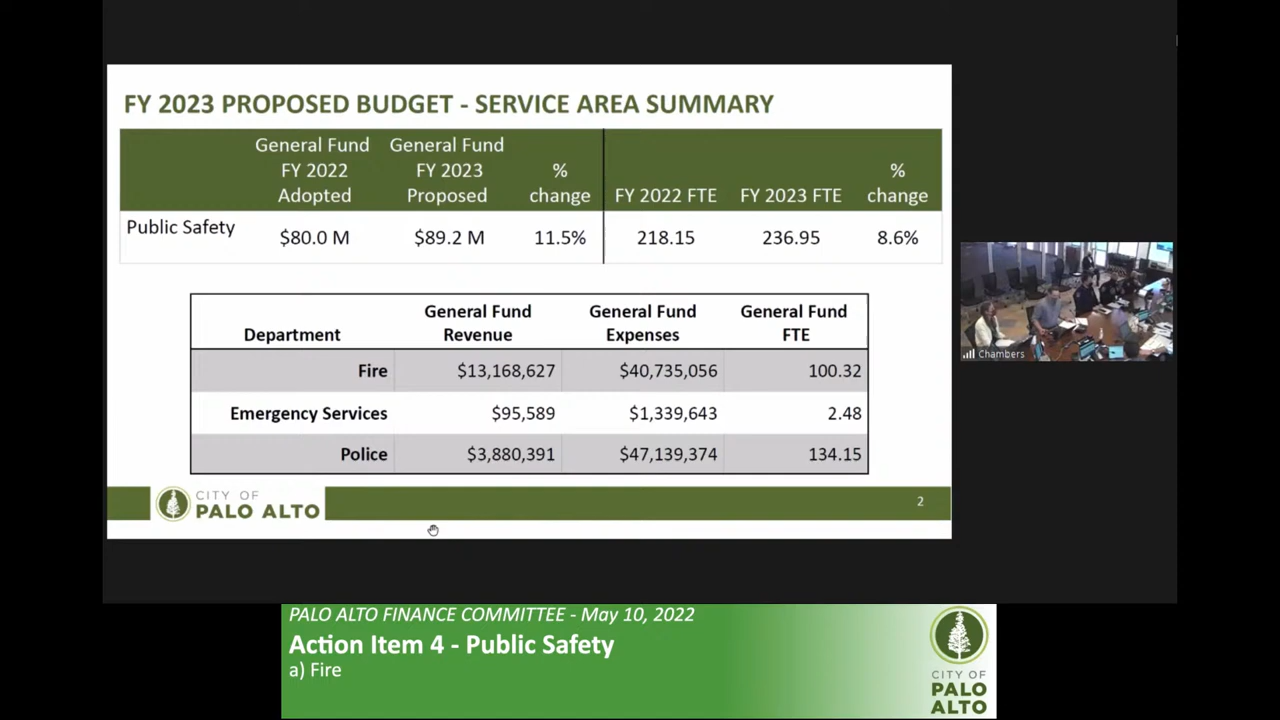 FY 2023 PROPOSED BUDGET - SERVICE AREA SUMMARY
General Fund FY 2022 Adopted General Fund FY 2023 Proposed % change FY 2022 FTE FY 2023 FTE % change
Public Safety $80.0 M $89.2 M 11.5% 218.15 236.95 8.6%
Department General Fund Revenue General Fund Expenses General Fund FTE
Fire $13,168,627 $40,735,056 100.32
Emergency Services $95,589 $1,339,643 2.48
Police $3,880,391 $47,139,374 134.15
CITY OF
PALO ALTO
2
Chambers
PALO ALTO FINANCE COMMITTEE - May 10, 2022
Action Item 4 - Public Safety
a) Fire
CITY OF
PALO
ALTO